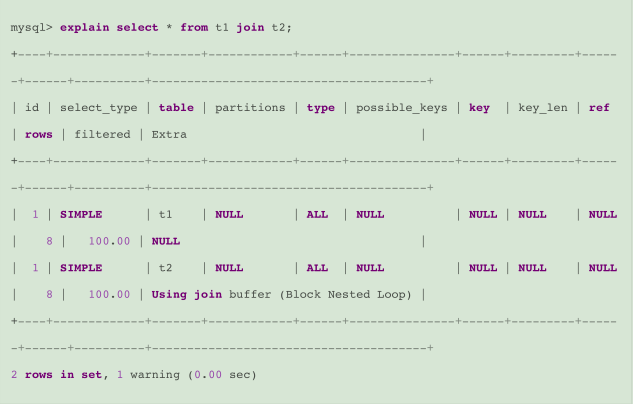 mysql> explain select * from t1 join t2;
+----+-------------+-------+------------+------+---------------+------+---------+-----
-+------+----------+---------------------------------------+
| id | select_type | table | partitions | type | possible_keys | key | key_len | ref
| rows | filtered | Extra                                 |
+----+-------------+-------+------------+------+---------------+------+---------+-----
-+------+----------+---------------------------------------+
|  1 | SIMPLE      | t1    | NULL       | ALL  | NULL          | NULL | NULL    | NULL
|    8 |   100.00 | NULL                                  |
|  1 | SIMPLE      | t2    | NULL       | ALL  | NULL          | NULL | NULL    | NULL
|    8 |   100.00 | Using join buffer (Block Nested Loop) |
+----+-------------+-------+------------+------+---------------+------+---------+-----
-+------+----------+---------------------------------------+
2 rows in set, 1 warning (0.00 sec)